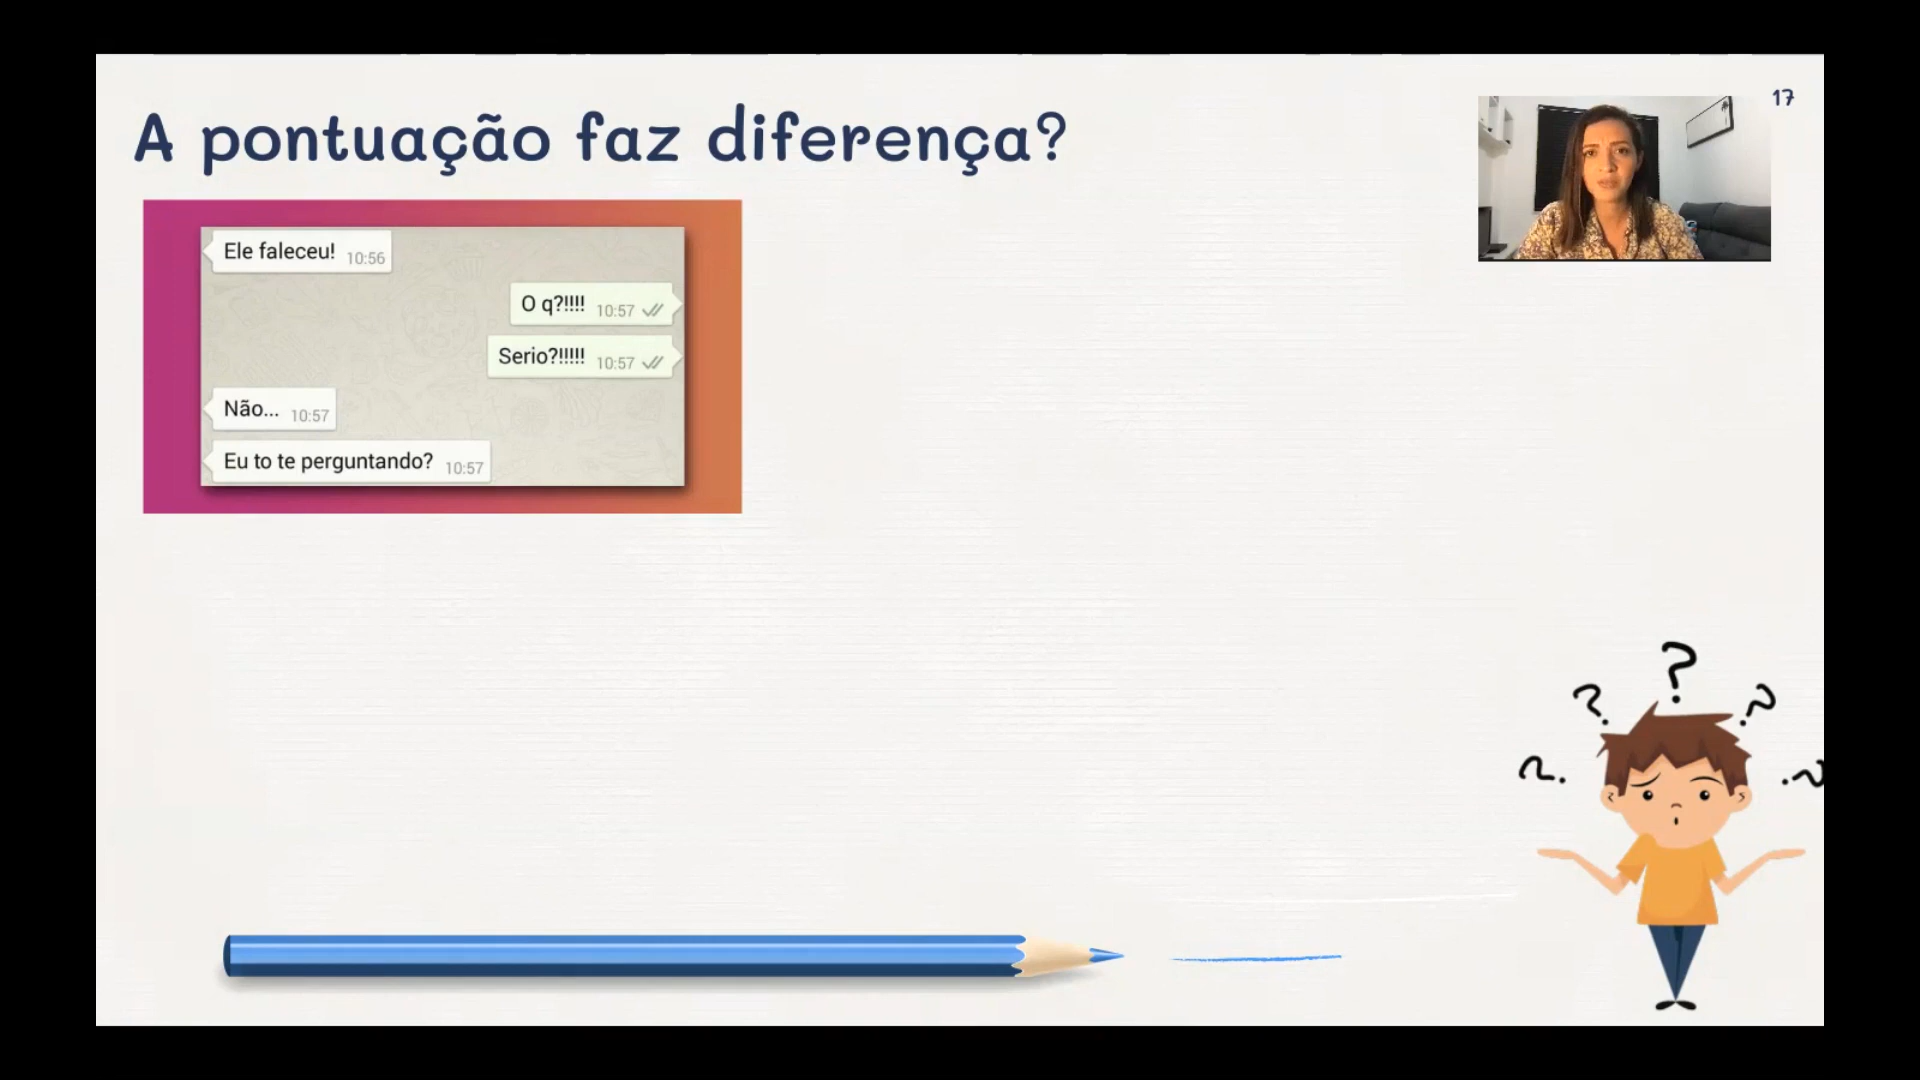 17
A pontuação faz diferença?
Ele faleceu! 10:56
O q?!!!! 10:57
Serio?!!!!! 10:57
Não... 10:57
Eu to te perguntando? 10:57
? ? ? ? ?